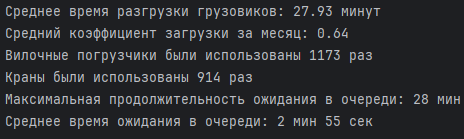 Среднее время разгрузки грузовиков: 27.93 минут
Средний коэффициент загрузки за месяц: 0.64
Вилочные погрузчики были использованы 1173 раз
Краны были использованы 914 раз
Максимальная продолжительность ожидания в очереди: 28 мин
Среднее время ожидания в очереди: 2 мин 55 сек